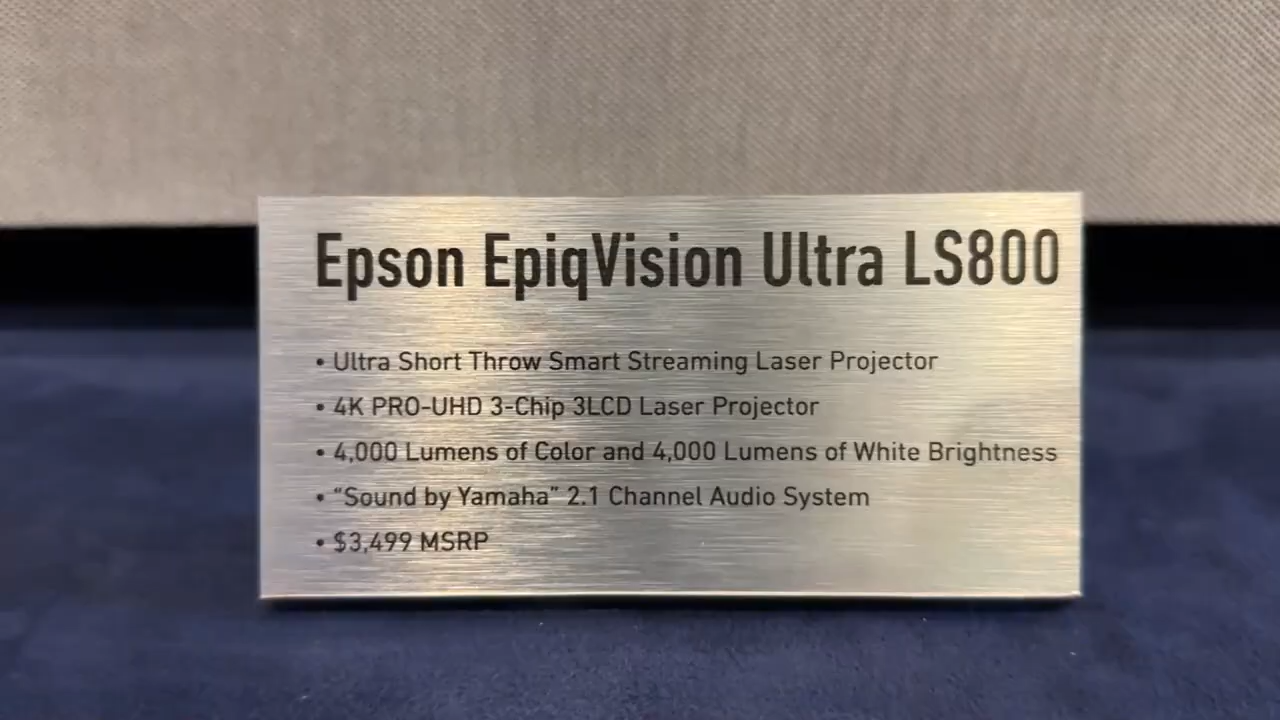 Epson EpiqVision Ultra LS800
• Ultra Short Throw Smart Streaming Laser Projector
• 4K PRO-UHD 3-Chip 3LCD Laser Projector
• 4,000 Lumens of Color and 4,000 Lumens of White Brightness
• “Sound by Yamaha” 2.1 Channel Audio System
• $3,499 MSRP